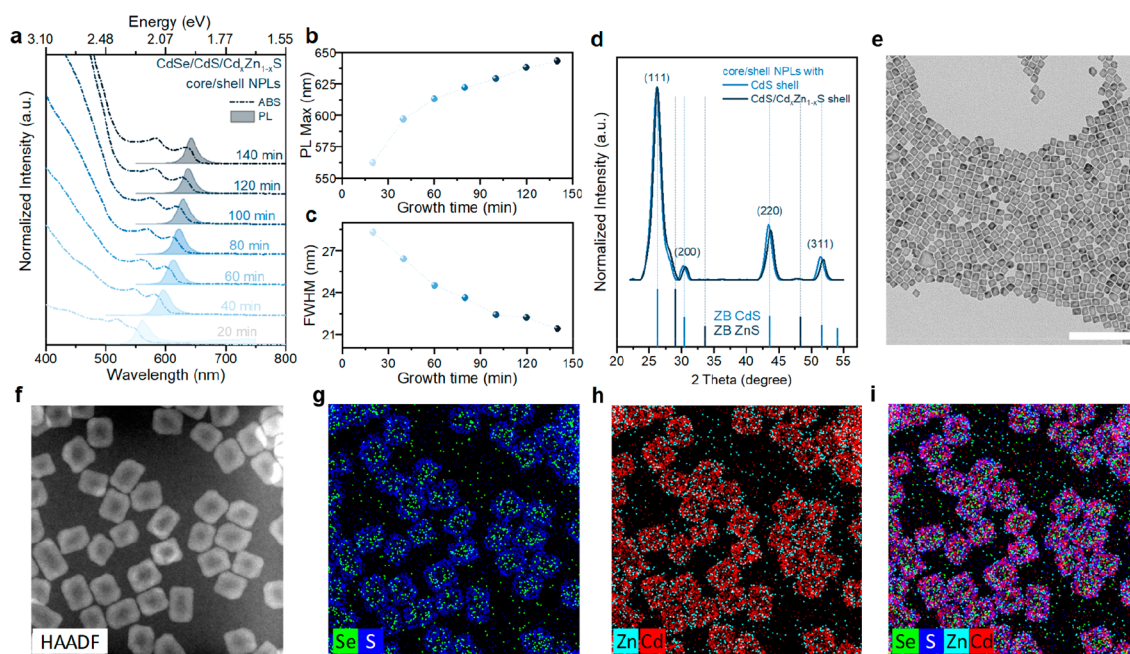 a
Energy (eV)
3.10 2.48 2.07 1.77 1.55
CdSe/CdS/CdₓZn₁₋ₓS
core/shell NPLs
ABS
PL
140 min
120 min
100 min
80 min
60 min
40 min
20 min
Normalized Intensity (a.u.)
400 500 600 700 800
Wavelength (nm)
b
PL Max (nm)
650
625
600
575
550
0 30 60 90 120 150
Growth time (min)
c
FWHM (nm)
27
24
21
0 30 60 90 120 150
Growth time (min)
d
core/shell NPLs with
CdS shell
CdS/CdₓZn₁₋ₓS shell
(111)
(200)
(220)
(311)
ZB CdS
ZB ZnS
Normalized Intensity (a.u.)
20 25 30 35 40 45 50 55
2 Theta (degree)
e
f
HAADF
g
Se S
h
Zn Cd
i
Se S Zn Cd